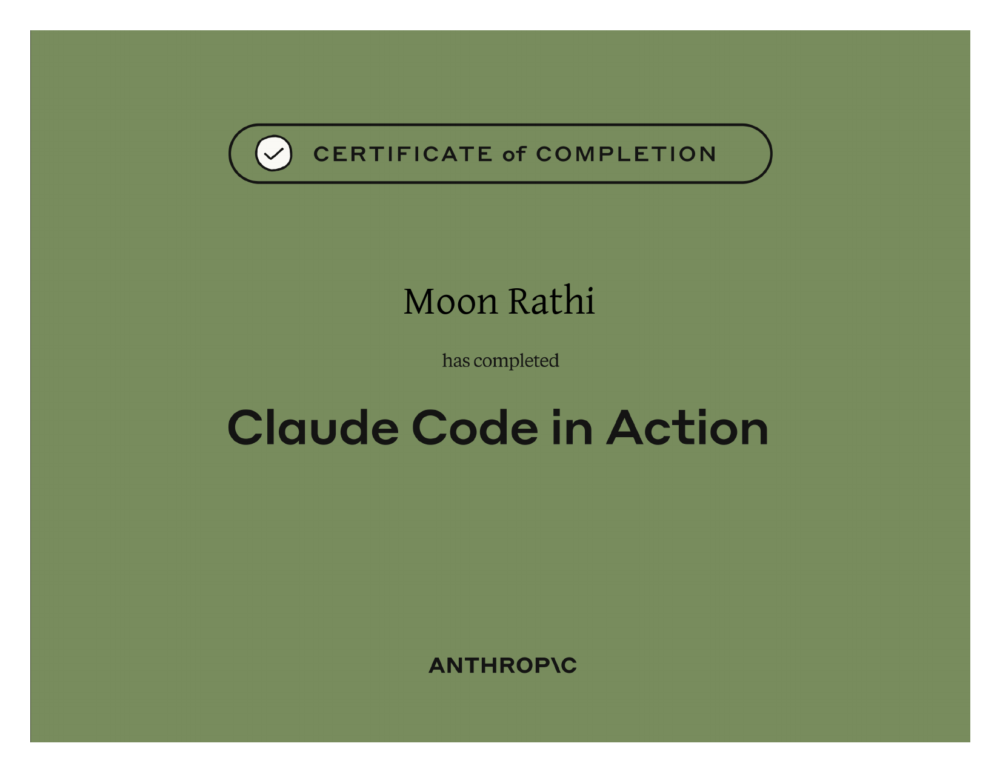 CERTIFICATE of COMPLETION
Moon Rathi
has completed
Claude Code in Action
ANTHROP\C